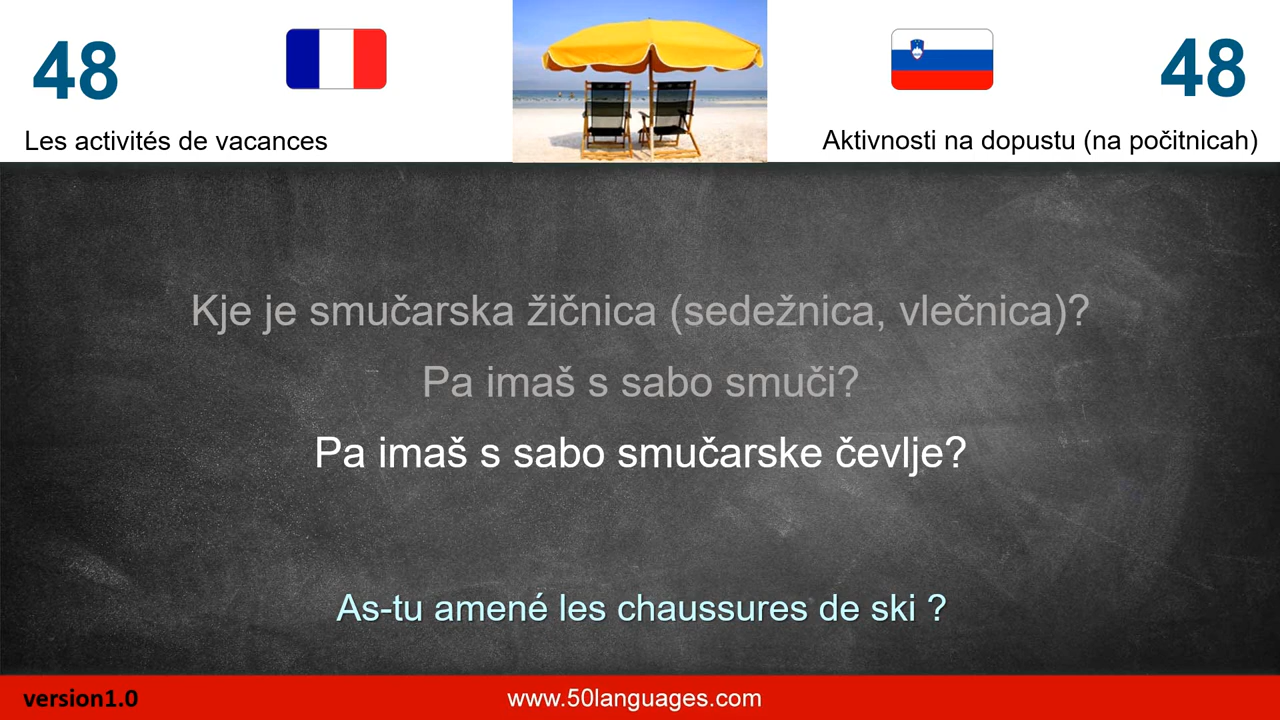 48
48
Les activités de vacances
Aktivnosti na dopustu (na počitnicah)
Kje je smučarska žičnica (sedežnica, vlečnica)?
Pa imaš s sabo smuči?
Pa imaš s sabo smučarske čevlje?
As-tu amené les chaussures de ski ?
version1.0
www.50languages.com